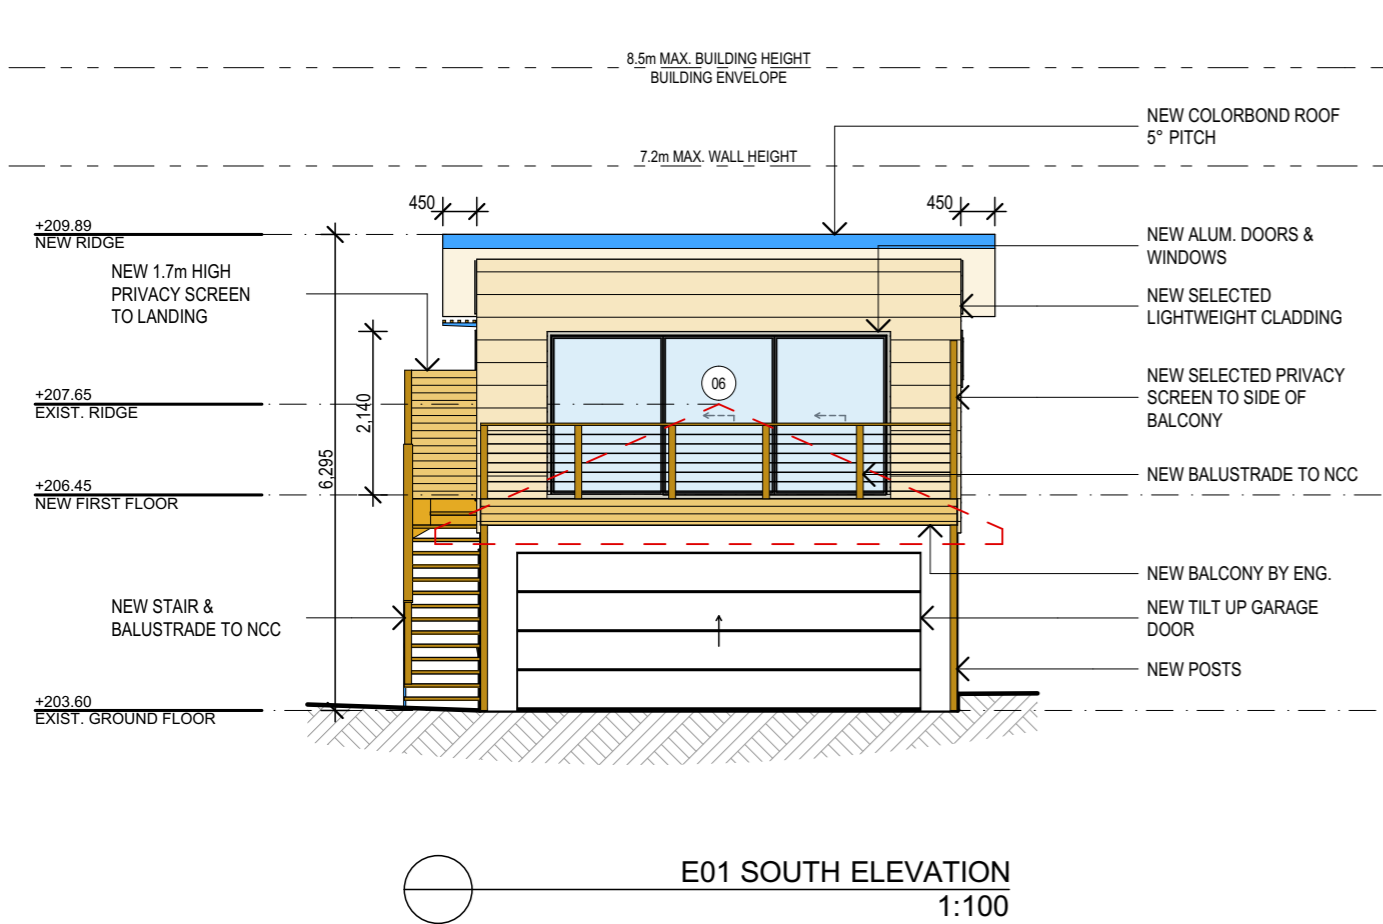 8.5m MAX. BUILDING HEIGHT
BUILDING ENVELOPE
NEW COLORBOND ROOF
5° PITCH
7.2m MAX. WALL HEIGHT
450
450
+209.89
NEW RIDGE
NEW ALUM. DOORS &
WINDOWS
NEW 1.7m HIGH
PRIVACY SCREEN
TO LANDING
NEW SELECTED
LIGHTWEIGHT CLADDING
NEW SELECTED PRIVACY
SCREEN TO SIDE OF
BALCONY
06
+207.65
EXIST. RIDGE
2,140
6,295
NEW BALUSTRADE TO NCC
+206.45
NEW FIRST FLOOR
NEW BALCONY BY ENG.
NEW STAIR &
BALUSTRADE TO NCC
NEW TILT UP GARAGE
DOOR
NEW POSTS
+203.60
EXIST. GROUND FLOOR
E01 SOUTH ELEVATION
1:100